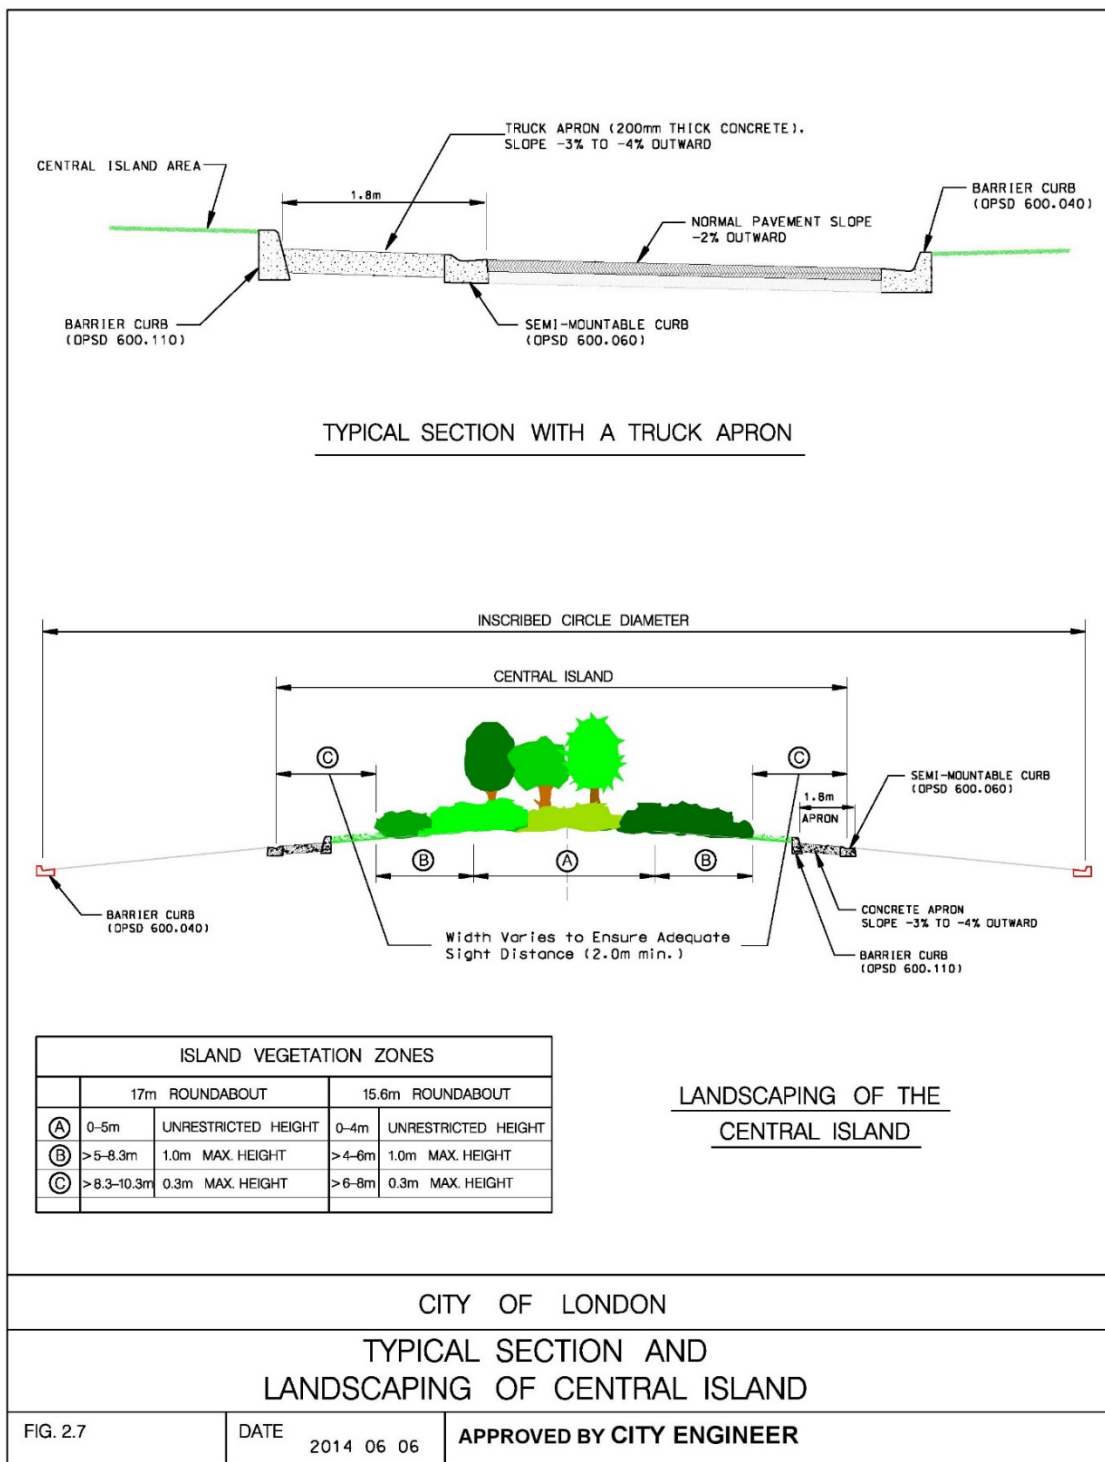 TRUCK APRON (200mm THICK CONCRETE).
SLOPE -3% TO -4% OUTWARD
CENTRAL ISLAND AREA
1.8m
BARRIER CURB
(OPSD 600.040)
NORMAL PAVEMENT SLOPE
-2% OUTWARD
BARRIER CURB
(OPSD 600.110)
SEMI-MOUNTABLE CURB
(OPSD 600.060)
TYPICAL SECTION WITH A TRUCK APRON
INSCRIBED CIRCLE DIAMETER
CENTRAL ISLAND
C
C
SEMI-MOUNTABLE CURB
(OPSD 600.060)
1.8m
APRON
B
A
B
BARRIER CURB
(OPSD 600.040)
CONCRETE APRON
SLOPE -3% TO -4% OUTWARD
Width Varies to Ensure Adequate
Sight Distance (2.0m min.)
BARRIER CURB
(OPSD 600.110)
ISLAND VEGETATION ZONES
17m ROUNDABOUT 15.6m ROUNDABOUT
A 0-5m UNRESTRICTED HEIGHT 0-4m UNRESTRICTED HEIGHT
B >5-8.3m 1.0m MAX. HEIGHT >4-6m 1.0m MAX. HEIGHT
C >8.3-10.3m 0.3m MAX. HEIGHT >6-8m 0.3m MAX. HEIGHT
LANDSCAPING OF THE
CENTRAL ISLAND
CITY OF LONDON
TYPICAL SECTION AND
LANDSCAPING OF CENTRAL ISLAND
FIG. 2.7 DATE 2014 06 06 APPROVED BY CITY ENGINEER